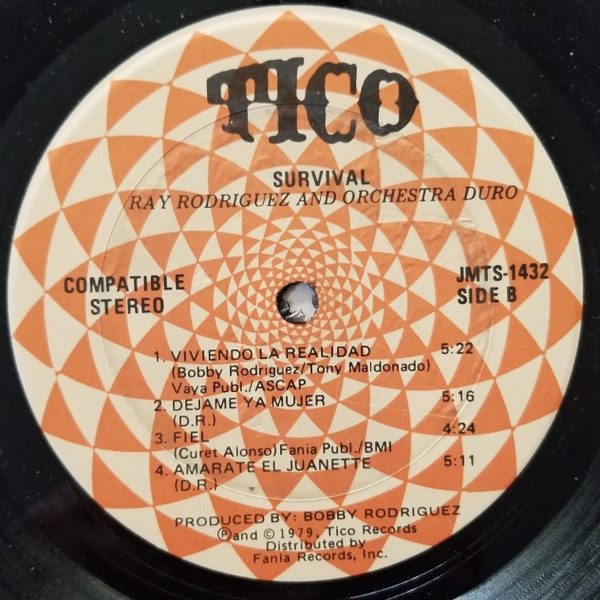 TICO
SURVIVAL
RAY RODRIGUEZ AND ORCHESTRA DURO
COMPATIBLE
STEREO
JMTS-1432
SIDE B
1. VIVIENDO LA REALIDAD 5:22
(Bobby Rodriguez/Tony Maldonado)
Vaya Publ./ASCAP
2. DEJAME YA MUJER 5:16
(D.R.)
3. FIEL 4:24
(Curet Alonso) Fania Publ./BMI
4. AMARATE EL JUANETTE 5:11
(D.R.)
PRODUCED BY: BOBBY RODRIGUEZ
℗and © 1979, Tico Records
Distributed by
Fania Records, Inc.